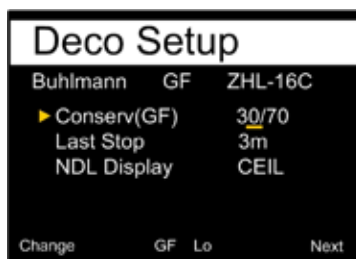 Deco Setup
Buhlmann GF ZHL-16C
Conserv(GF) 30/70
Last Stop 3m
NDL Display CEIL
Change GF Lo Next